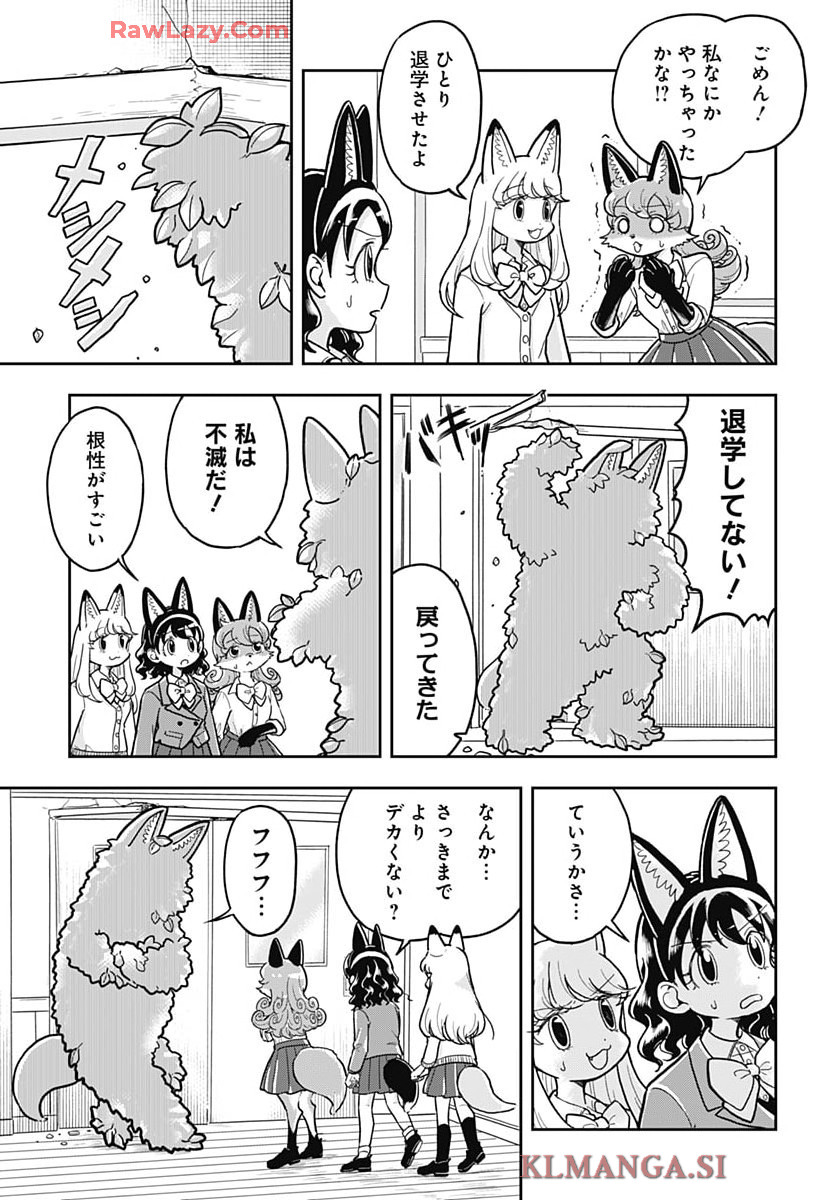 RawLazy.com
ごめん!
私なにか
やっちゃった
かな!?
ひとり
退学させたよ
メシメシ
退学してない!
バキッ
戻ってきた
私は
不滅だ!
根性がすごい
ていうかさ…
なんか…
さっきまで
より
デカくない?
フフフ…
KLMANGA.SI